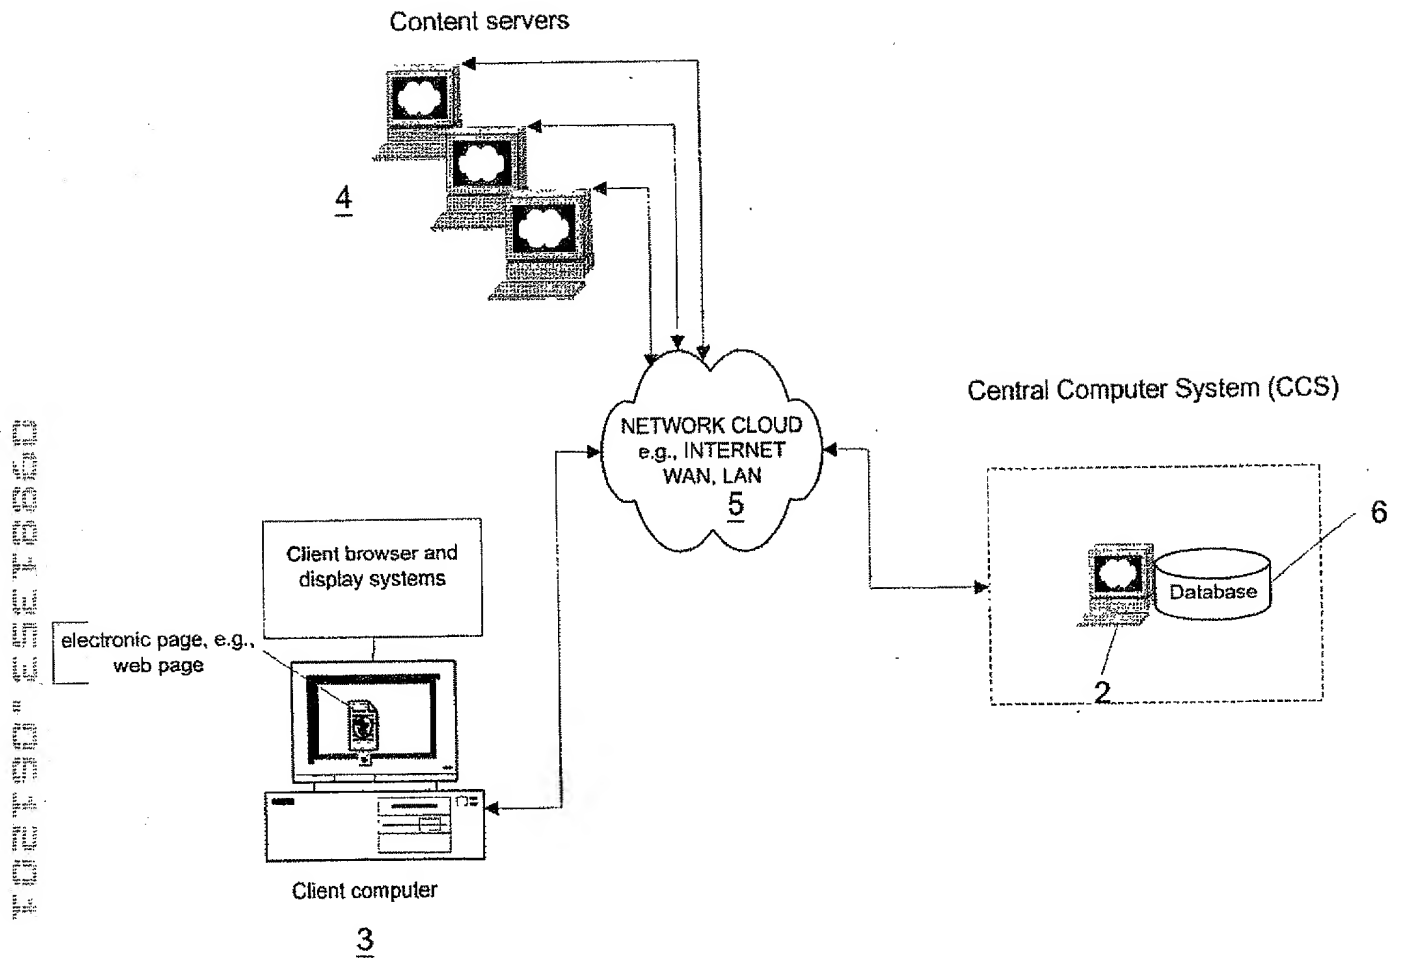 Content servers
4
Central Computer System (CCS)
NETWORK CLOUD
e.g., INTERNET
WAN, LAN
5
6
Database
2
Client browser and
display systems
electronic page, e.g.,
web page
Client computer
3